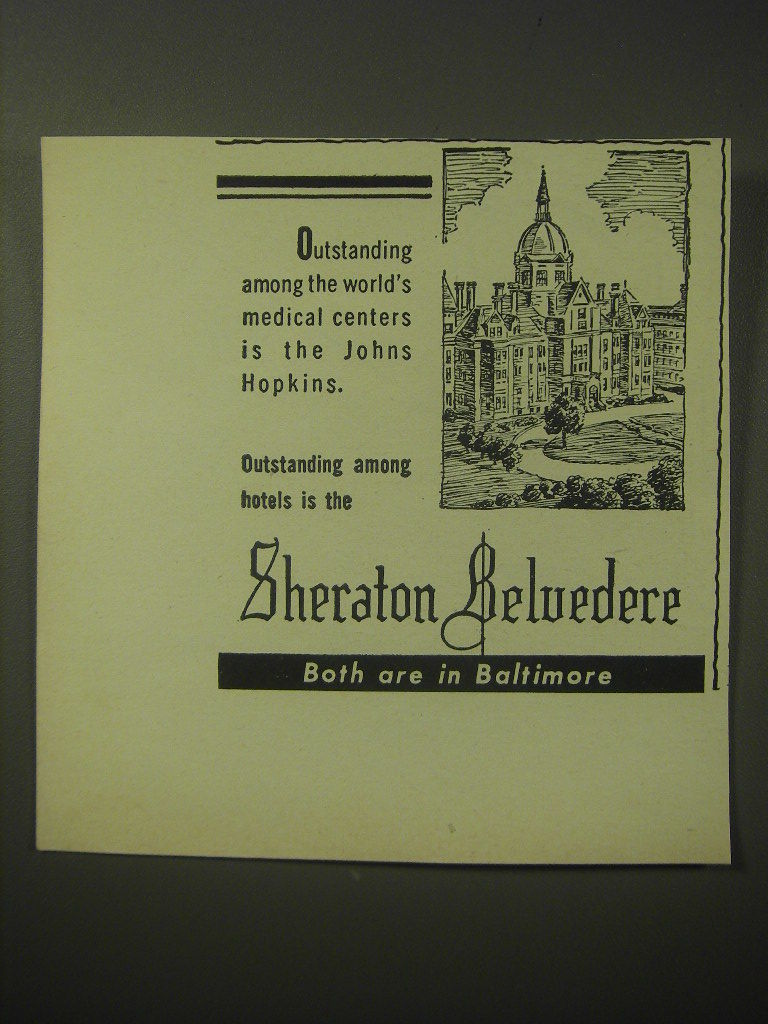 Outstanding
among the world's
medical centers
is the Johns
Hopkins.
Outstanding among
hotels is the
Sheraton Belvedere
Both are in Baltimore